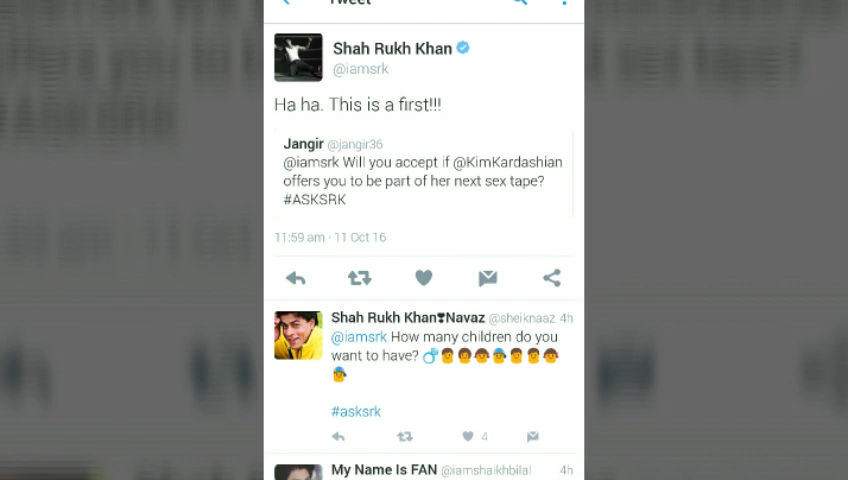 Tweet
Shah Rukh Khan
@iamsrk
Ha ha. This is a first!!!
Jangir @jangir36
@iamsrk Will you accept if @KimKardashian
offers you to be part of her next sex tape?
#ASKSRK
11:59 am · 11 Oct 16
Shah Rukh Khan❣Navaz @sheiknaaz 4h
@iamsrk How many children do you
want to have?
#asksrk
4
My Name Is FAN @iamshaikhbilal 4h